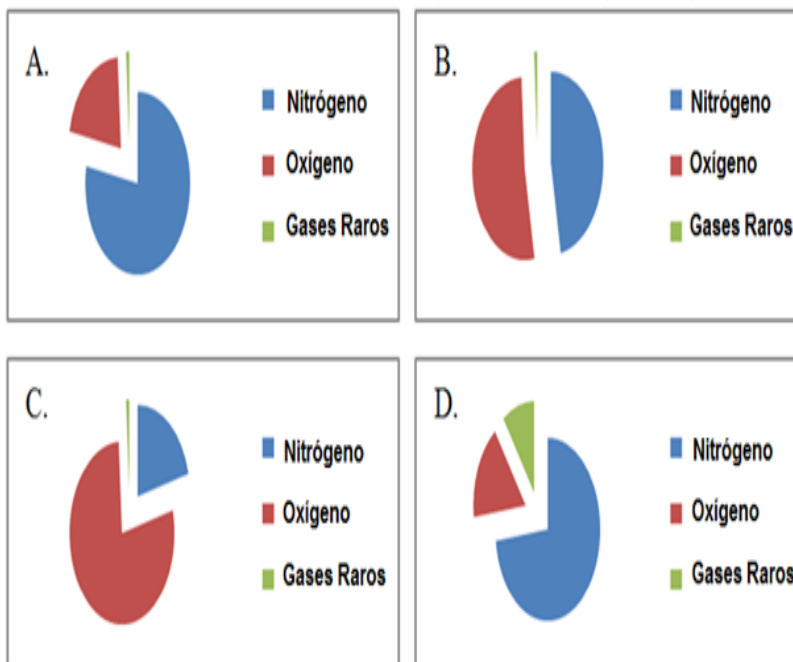 A.
Nitrógeno
Oxígeno
Gases Raros
B.
Nitrógeno
Oxígeno
Gases Raros
C.
Nitrógeno
Oxígeno
Gases Raros
D.
Nitrógeno
Oxígeno
Gases Raros